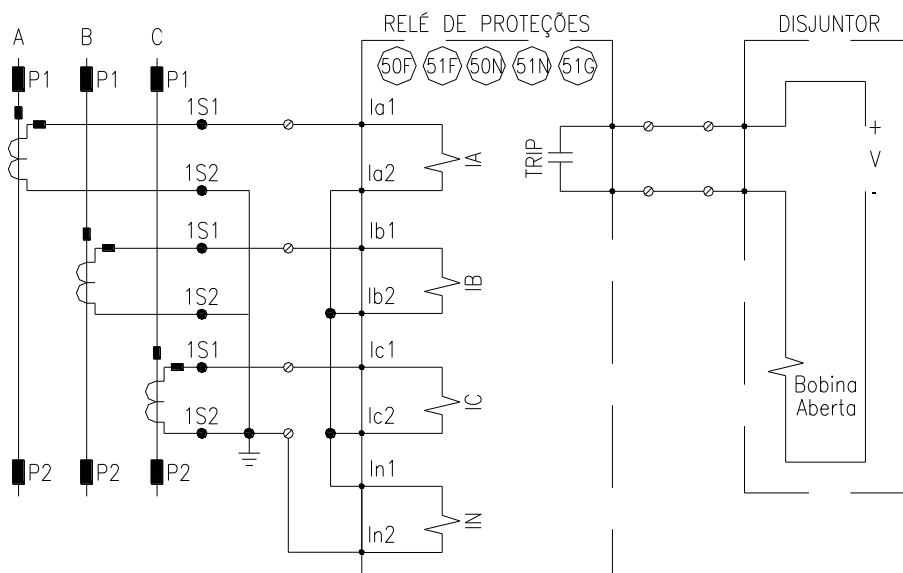 RELÉ DE PROTEÇÕES
DISJUNTOR
A B C
50F 51F 50N 51N 51G
P1 P1 P1
1S1 Ia1
IA
1S2 Ia2
TRIP
+
V
-
1S1 Ib1
IB
1S2 Ib2
1S1 Ic1
IC
1S2 Ic2
Bobina
Aberta
P2 P2 P2
In1
IN
In2